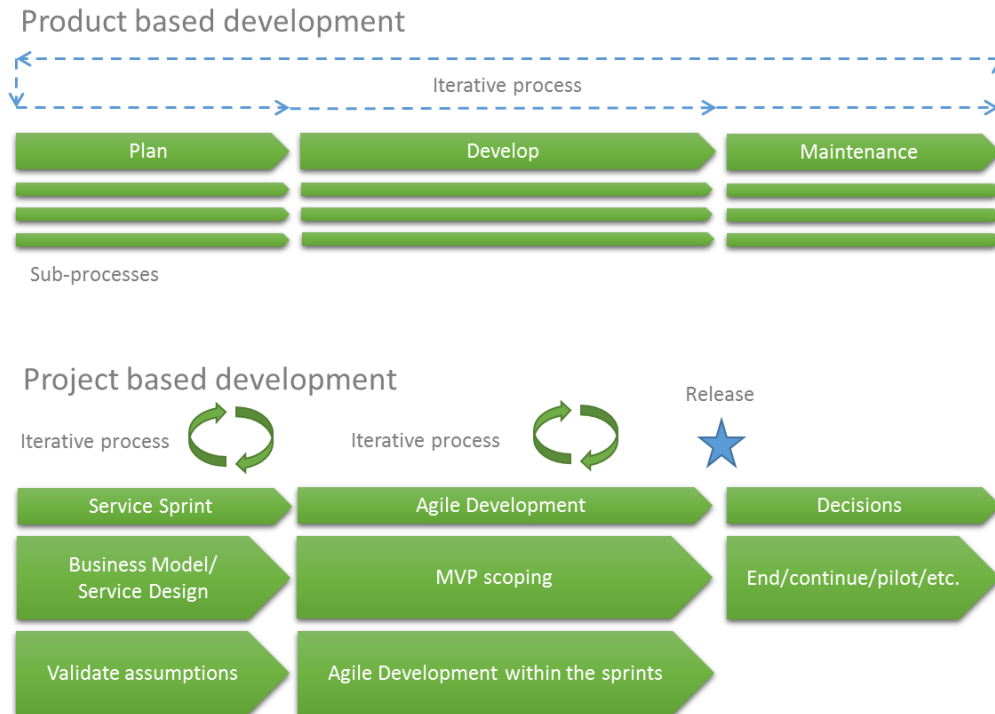 Product based development
Iterative process
Plan
Develop
Maintenance
Sub-processes
Project based development
Release
Iterative process
Iterative process
Service Sprint
Agile Development
Decisions
Business Model/
Service Design
MVP scoping
End/continue/pilot/etc.
Validate assumptions
Agile Development within the sprints